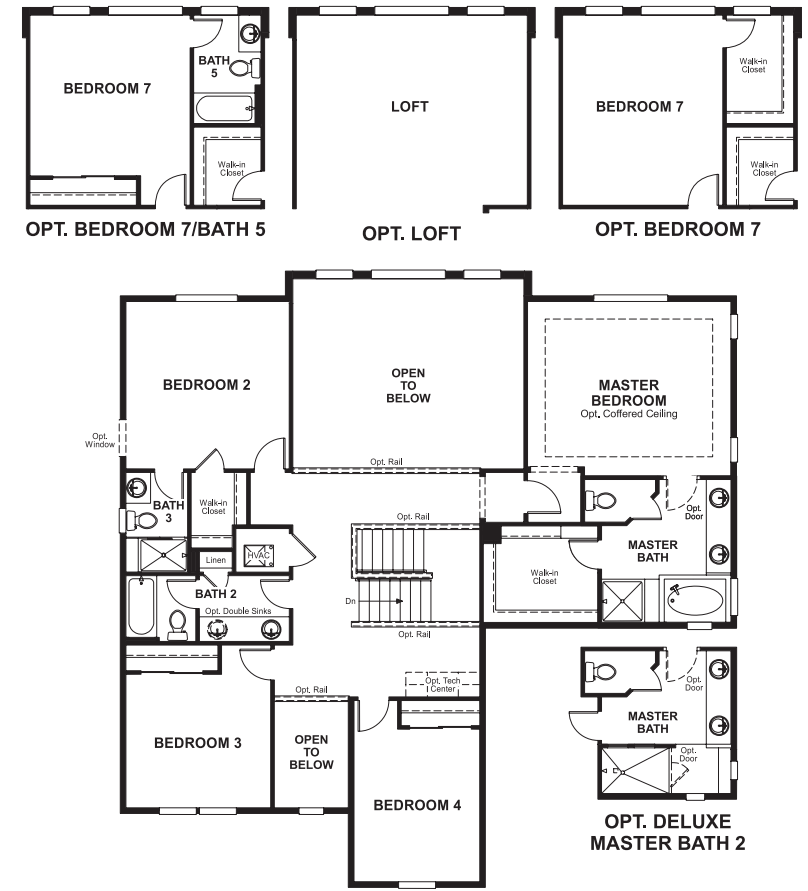 BEDROOM 7
BATH
5
Walk-in
Closet
OPT. BEDROOM 7/BATH 5
LOFT
OPT. LOFT
BEDROOM 7
Walk-in
Closet
Walk-in
Closet
OPT. BEDROOM 7
BEDROOM 2
OPEN
TO
BELOW
MASTER
BEDROOM
Opt. Coffered Ceiling
Opt.
Window
Opt. Rail
BATH
3
Walk-in
Closet
Opt. Rail
Opt.
Door
MASTER
BATH
Linen
HVAC
Walk-in
Closet
BATH 2
Opt. Double Sinks
Dn
Opt. Rail
Opt. Tech
Center
Opt. Rail
BEDROOM 3
OPEN
TO
BELOW
BEDROOM 4
Opt.
Door
MASTER
BATH
Opt.
Door
OPT. DELUXE
MASTER BATH 2